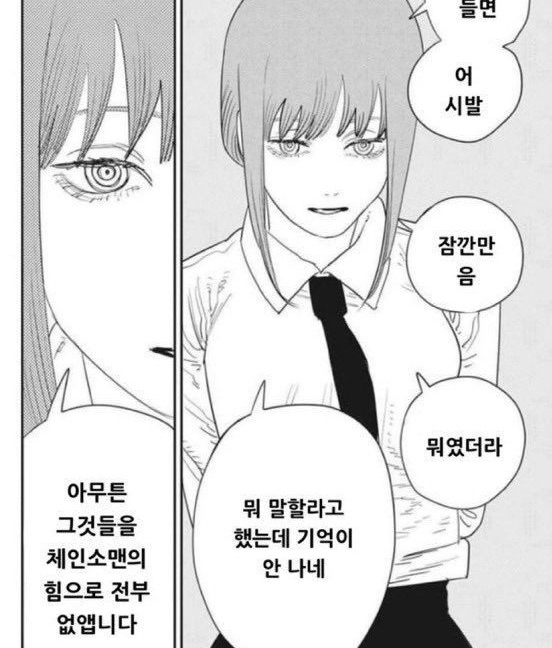 들면
어
시발
잠깐만
음
뭐였더라
뭐 말할라고
했는데 기억이
안 나네
아무튼
그것들을
체인소맨의
힘으로 전부
없앱니다